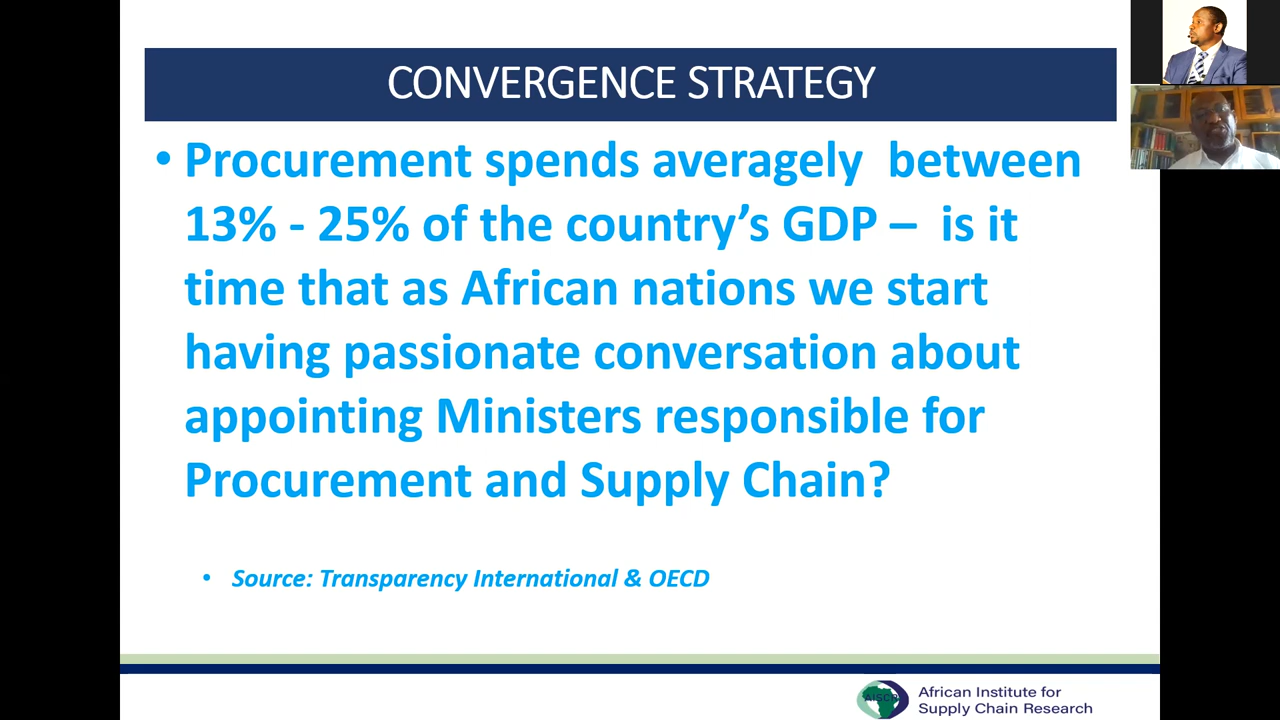 CONVERGENCE STRATEGY
• Procurement spends averagely between
13% - 25% of the country's GDP – is it
time that as African nations we start
having passionate conversation about
appointing Ministers responsible for
Procurement and Supply Chain?
• Source: Transparency International & OECD
AISCR
African Institute for
Supply Chain Research